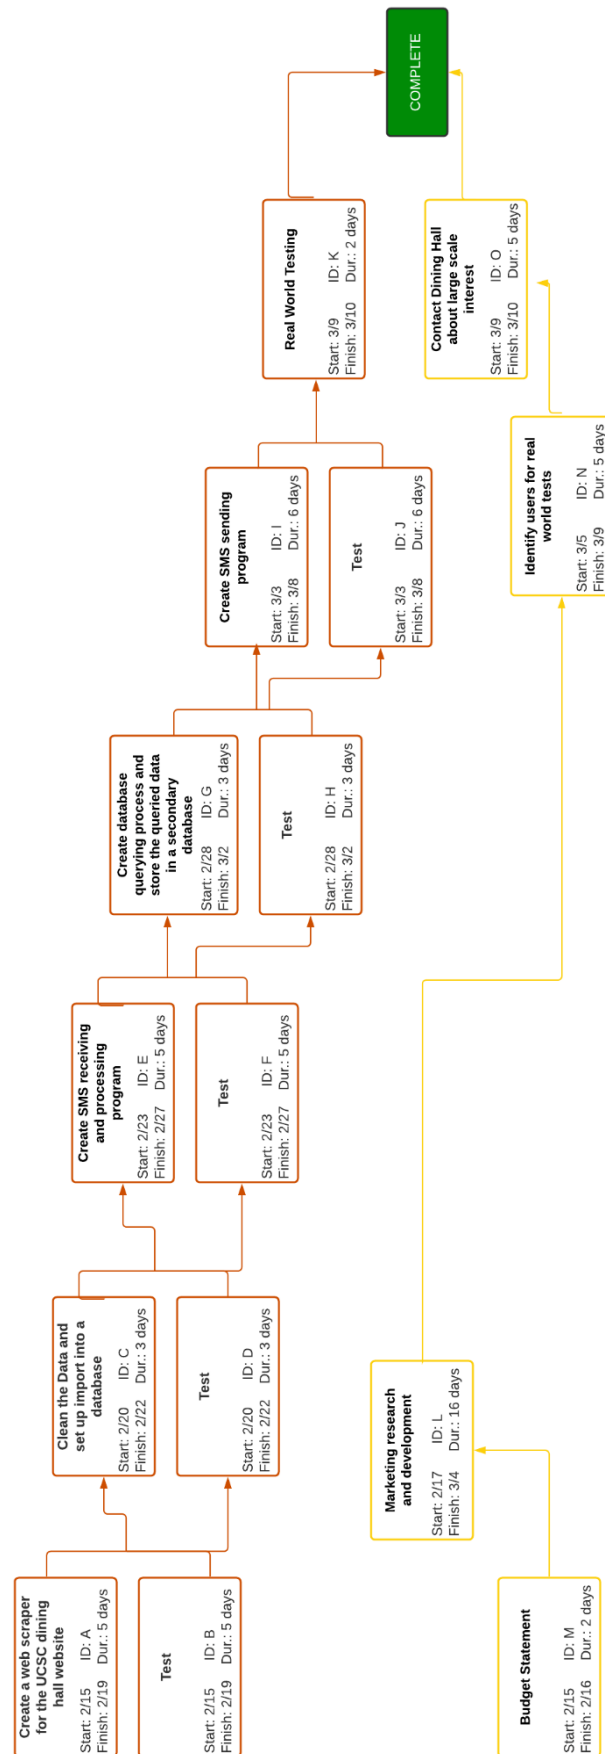 Create a web scraper
for the UCSC dining
hall website
Start: 2/15 ID: A
Finish: 2/19 Dur.: 5 days
Test
Start: 2/15 ID: B
Finish: 2/19 Dur.: 5 days
Clean the Data and
set up import into a
database
Start: 2/20 ID: C
Finish: 2/22 Dur.: 3 days
Test
Start: 2/20 ID: D
Finish: 2/22 Dur.: 3 days
Create SMS receiving
and processing
program
Start: 2/23 ID: E
Finish: 2/27 Dur.: 5 days
Test
Start: 2/23 ID: F
Finish: 2/27 Dur.: 5 days
Create database
querying process and
store the queried data
in a secondary
database
Start: 2/28 ID: G
Finish: 3/2 Dur.: 3 days
Test
Start: 2/28 ID: H
Finish: 3/2 Dur.: 3 days
Create SMS sending
program
Start: 3/3 ID: I
Finish: 3/8 Dur.: 6 days
Test
Start: 3/3 ID: J
Finish: 3/8 Dur.: 6 days
Real World Testing
Start: 3/9 ID: K
Finish: 3/10 Dur.: 2 days
COMPLETE
Budget Statement
Start: 2/15 ID: M
Finish: 2/16 Dur.: 2 days
Marketing research
and development
Start: 2/17 ID: L
Finish: 3/4 Dur.: 16 days
Identify users for real
world tests
Start: 3/5 ID: N
Finish: 3/9 Dur.: 5 days
Contact Dining Hall
about large scale
interest
Start: 3/9 ID: O
Finish: 3/10 Dur.: 5 days